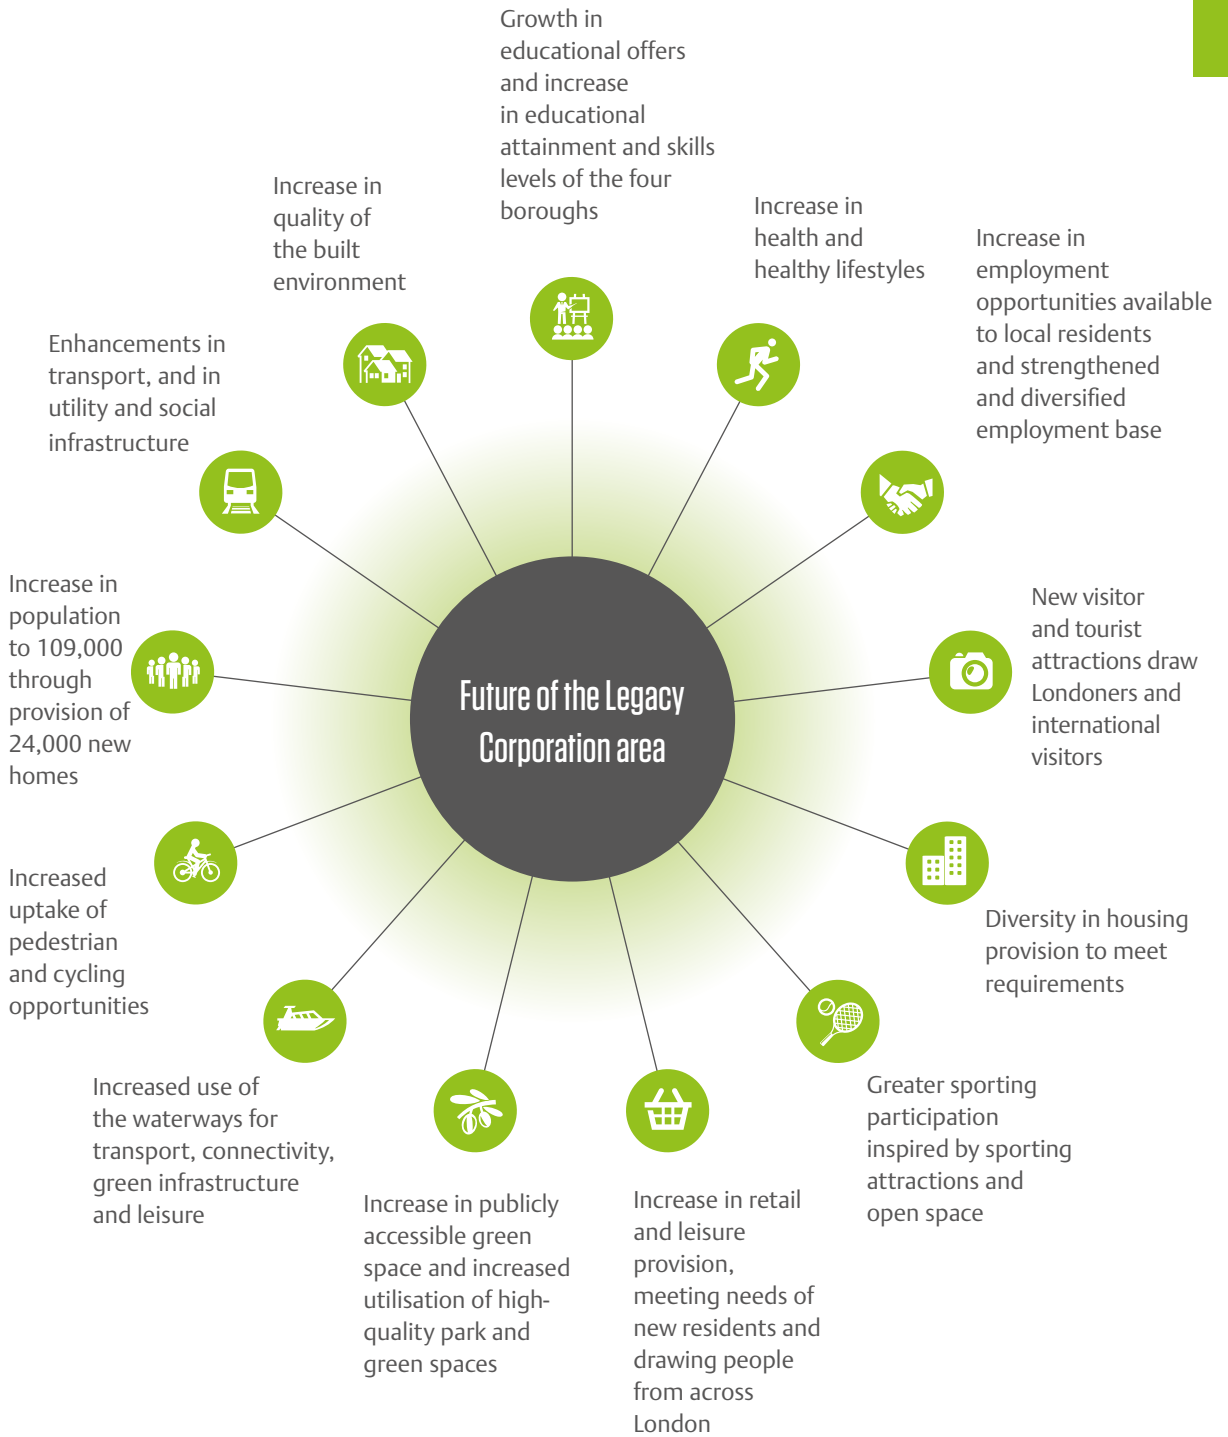 Growth in
educational offers
and increase
in educational
attainment and skills
levels of the four
boroughs
Increase in
health and
healthy lifestyles
Increase in
employment
opportunities available
to local residents
and strengthened
and diversified
employment base
New visitor
and tourist
attractions draw
Londoners and
international
visitors
Diversity in housing
provision to meet
requirements
Greater sporting
participation
inspired by sporting
attractions and
open space
Increase in retail
and leisure
provision,
meeting needs of
new residents and
drawing people
from across
London
Increase in publicly
accessible green
space and increased
utilisation of high-
quality park and
green spaces
Increased use of
the waterways for
transport, connectivity,
green infrastructure
and leisure
Increased
uptake of
pedestrian
and cycling
opportunities
Increase in
population
to 109,000
through
provision of
24,000 new
homes
Enhancements in
transport, and in
utility and social
infrastructure
Increase in
quality of
the built
environment
Future of the Legacy
Corporation area